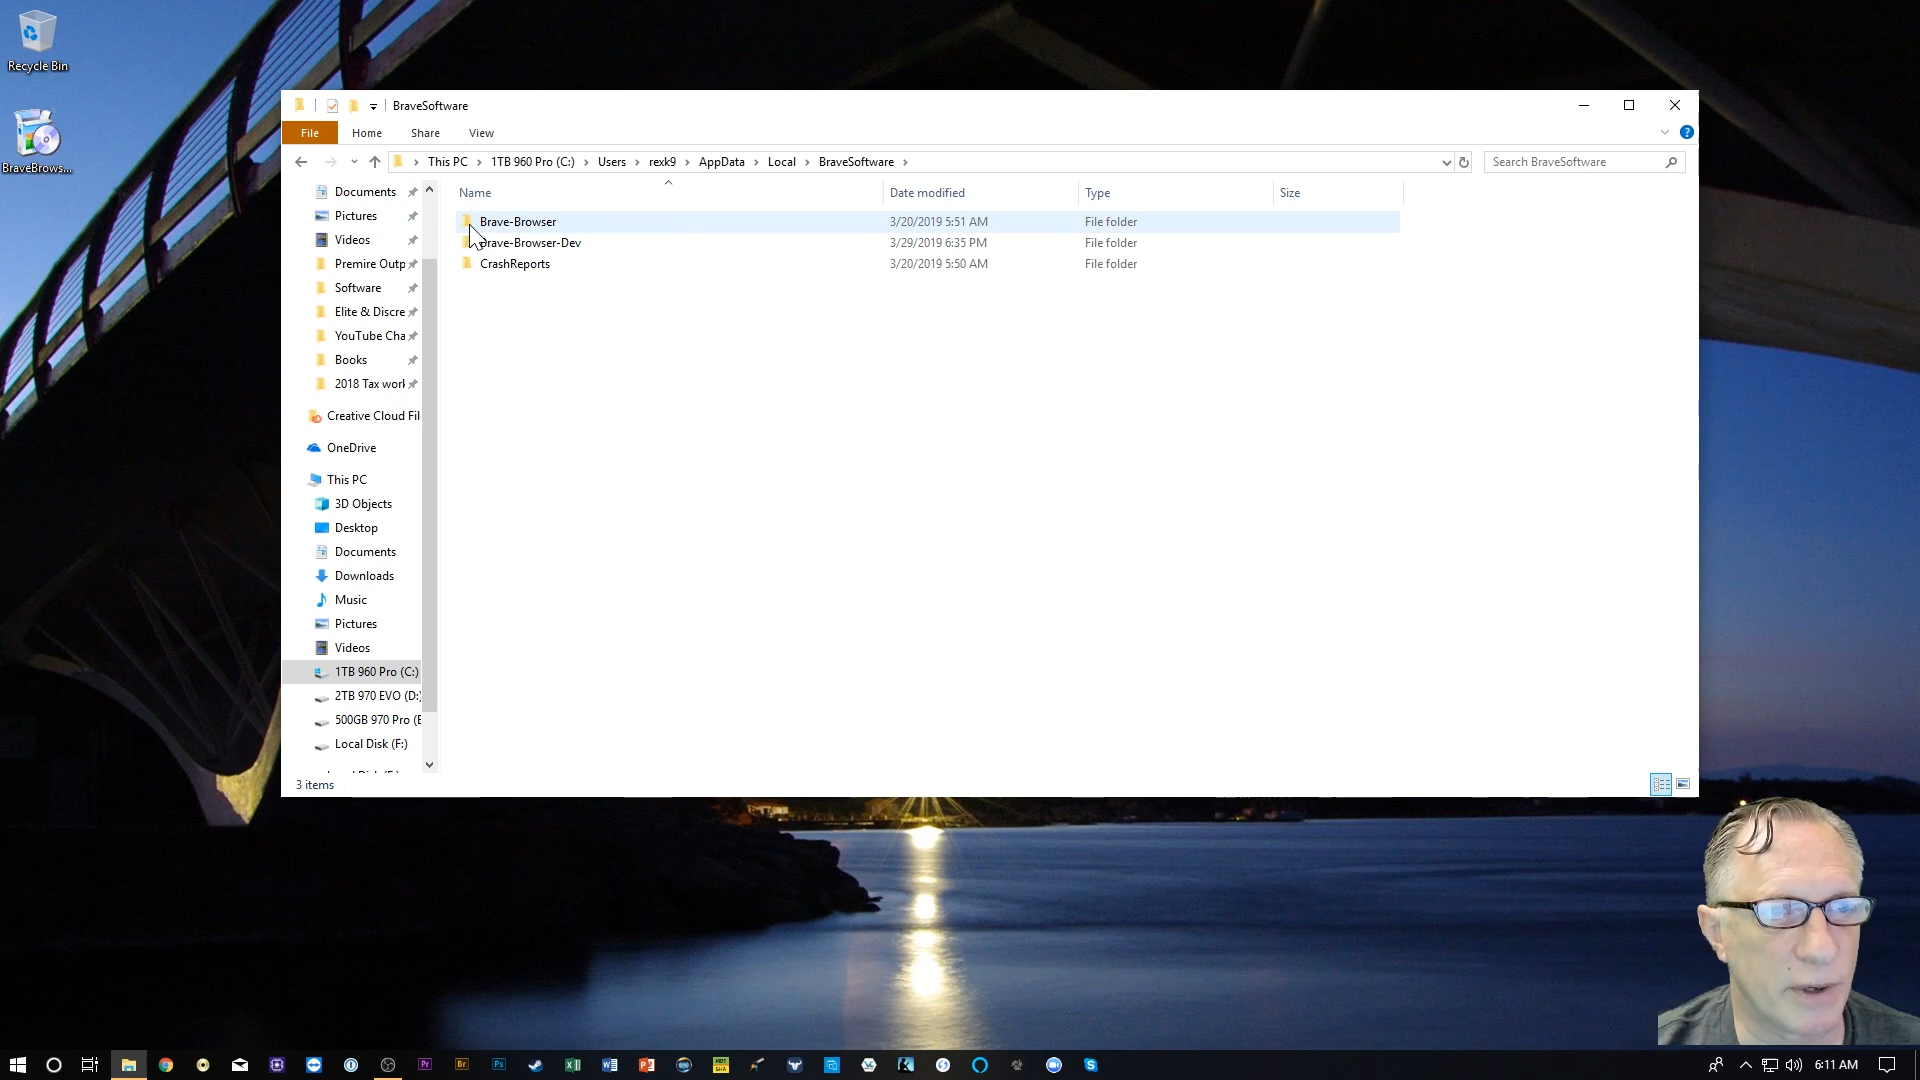 Recycle Bin
BraveBrows...
BraveSoftware
File Home Share View
This PC 1TB 960 Pro (C:) Users rexk9 AppData Local BraveSoftware
Search BraveSoftware
Name Date modified Type Size
Brave-Browser 3/20/2019 5:51 AM File folder
Brave-Browser-Dev 3/29/2019 6:35 PM File folder
CrashReports 3/20/2019 5:50 AM File folder
Documents
Pictures
Videos
Premire Outp
Software
Elite & Discre
YouTube Cha
Books
2018 Tax work
Creative Cloud Fil
OneDrive
This PC
3D Objects
Desktop
Documents
Downloads
Music
Pictures
Videos
1TB 960 Pro (C:)
2TB 970 EVO (D:)
500GB 970 Pro (E
Local Disk (F:)
3 items
Pr Br Ps
6:11 AM